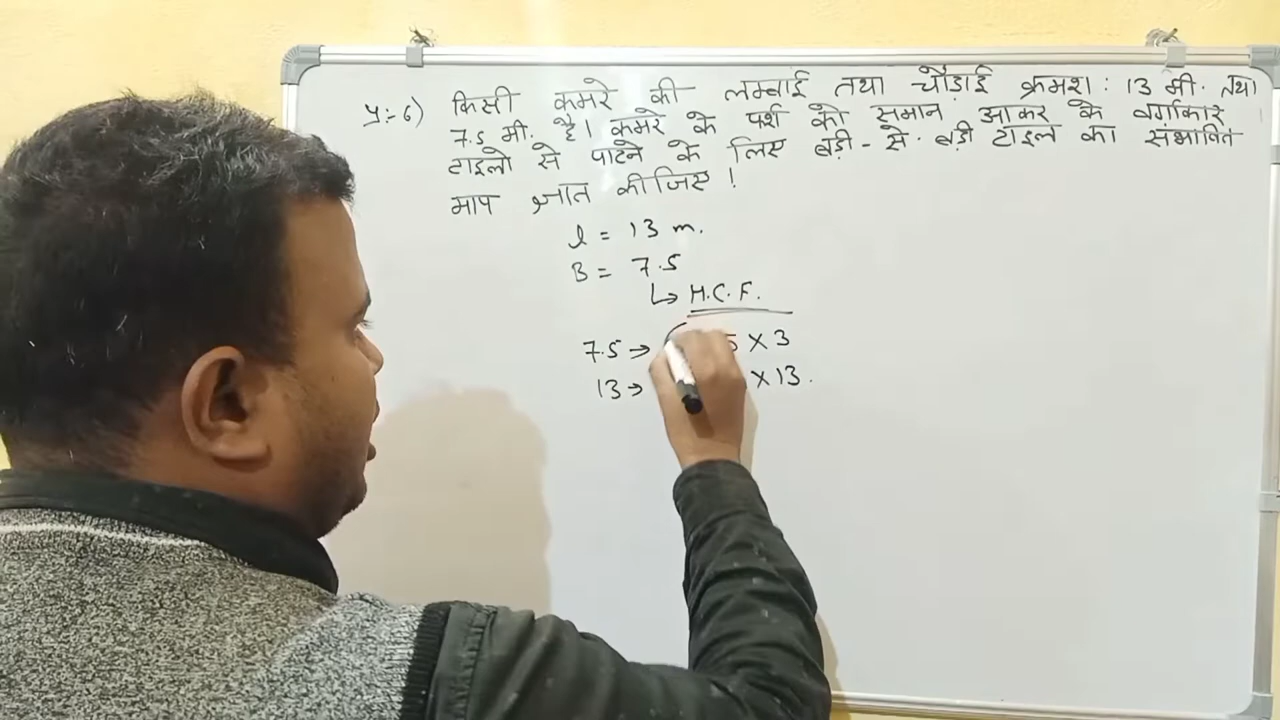 प्र:-6) किसी कमरे की लम्बाई तथा चौड़ाई क्रमश: 13 मी. तथा
7.5 मी. है। कमरे के फर्श को समान आकार के वर्गाकार
टाइलो से पाटने के लिए बड़ी-से-बड़ी टाइल का संभावित
माप ज्ञात कीजिए!
l = 13 m.
B = 7.5
↳ H.C.F.
7.5 → 5 × 3
13 → × 13.